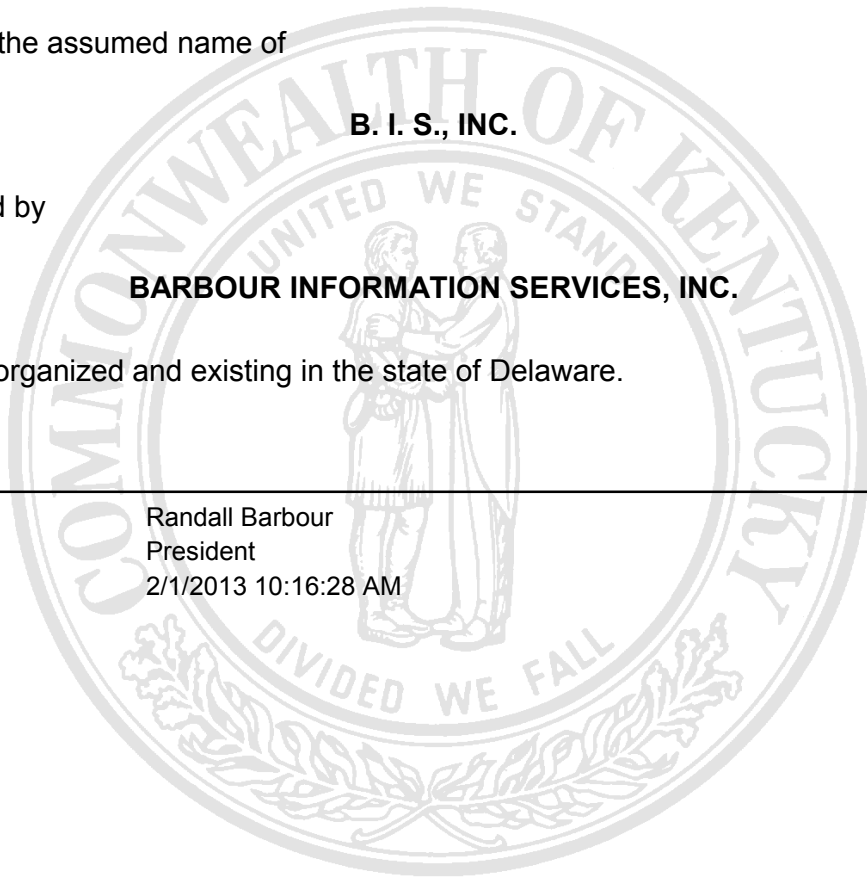 the assumed name of
B. I. S., INC.
d by
BARBOUR INFORMATION SERVICES, INC.
organized and existing in the state of Delaware.
Randall Barbour
President
2/1/2013 10:16:28 AM
COMMONWEALTH OF KENTUCKY
UNITED WE STAND
DIVIDED WE FALL